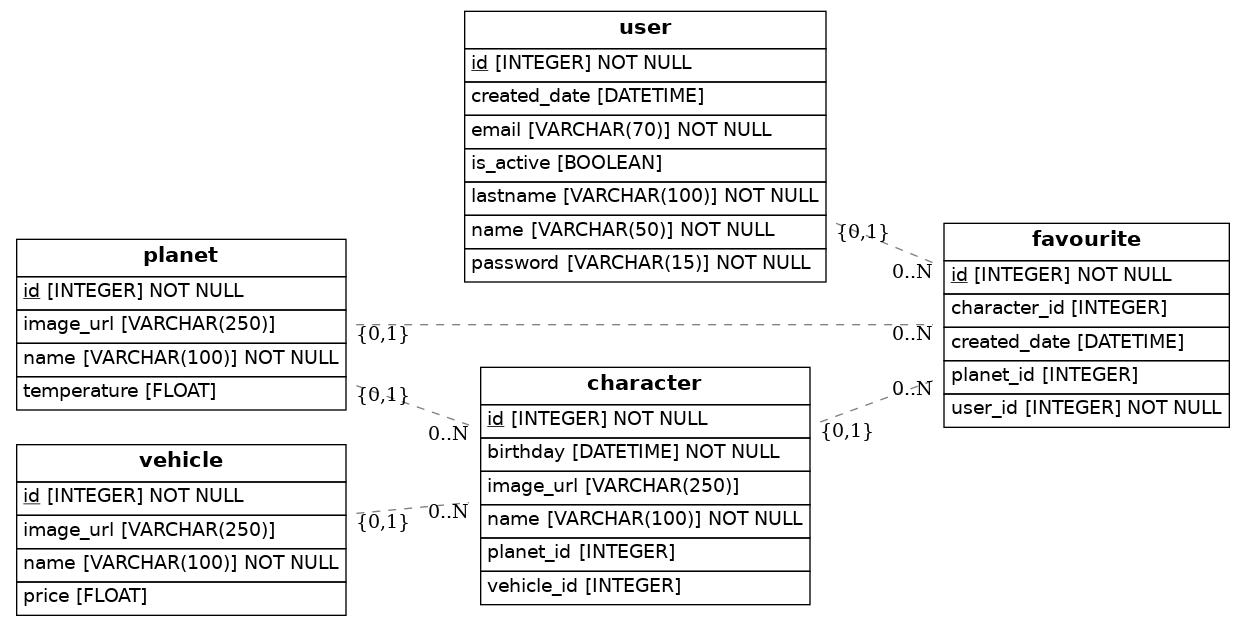 user
id [INTEGER] NOT NULL
created_date [DATETIME]
email [VARCHAR(70)] NOT NULL
is_active [BOOLEAN]
lastname [VARCHAR(100)] NOT NULL
name [VARCHAR(50)] NOT NULL
password [VARCHAR(15)] NOT NULL
{0,1}
0..N
favourite
id [INTEGER] NOT NULL
character_id [INTEGER]
created_date [DATETIME]
planet_id [INTEGER]
user_id [INTEGER] NOT NULL
planet
id [INTEGER] NOT NULL
image_url [VARCHAR(250)]
name [VARCHAR(100)] NOT NULL
temperature [FLOAT]
{0,1}
0..N
{0,1}
0..N
character
id [INTEGER] NOT NULL
birthday [DATETIME] NOT NULL
image_url [VARCHAR(250)]
name [VARCHAR(100)] NOT NULL
planet_id [INTEGER]
vehicle_id [INTEGER]
0..N
{0,1}
vehicle
id [INTEGER] NOT NULL
image_url [VARCHAR(250)]
name [VARCHAR(100)] NOT NULL
price [FLOAT]
{0,1}
0..N